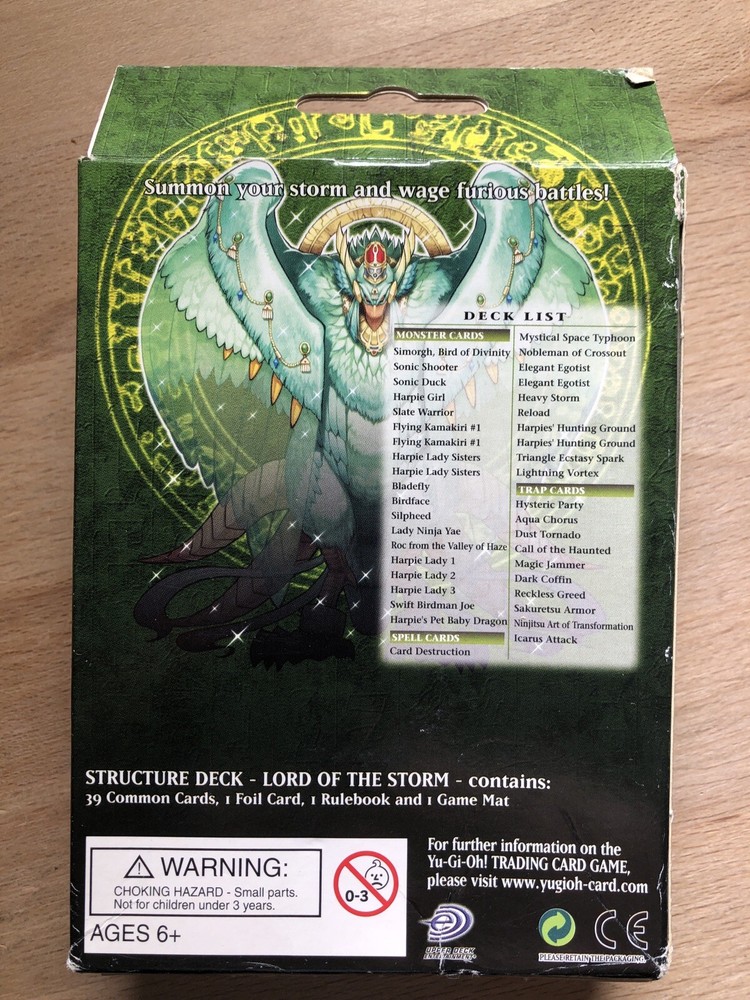 Summon your storm and wage furious battles!
DECK LIST
MONSTER CARDS
Simorgh, Bird of Divinity
Sonic Shooter
Sonic Duck
Harpie Girl
Slate Warrior
Flying Kamakiri #1
Flying Kamakiri #1
Harpie Lady Sisters
Harpie Lady Sisters
Bladefly
Birdface
Silpheed
Lady Ninja Yae
Roc from the Valley of Haze
Harpie Lady 1
Harpie Lady 2
Harpie Lady 3
Swift Birdman Joe
Harpie's Pet Baby Dragon
SPELL CARDS
Card Destruction
Mystical Space Typhoon
Nobleman of Crossout
Elegant Egotist
Elegant Egotist
Heavy Storm
Reload
Harpies' Hunting Ground
Harpies' Hunting Ground
Triangle Ecstasy Spark
Lightning Vortex
TRAP CARDS
Hysteric Party
Aqua Chorus
Dust Tornado
Call of the Haunted
Magic Jammer
Dark Coffin
Reckless Greed
Sakuretsu Armor
Ninjitsu Art of Transformation
Icarus Attack
STRUCTURE DECK - LORD OF THE STORM - contains:
39 Common Cards, 1 Foil Card, 1 Rulebook and 1 Game Mat
WARNING:
CHOKING HAZARD - Small parts.
Not for children under 3 years.
AGES 6+
0-3
For further information on the
Yu-Gi-Oh! TRADING CARD GAME,
please visit www.yugioh-card.com
UPPER DECK
ENTERTAINMENT
CE
PLEASE RETAIN THE PACKAGING.